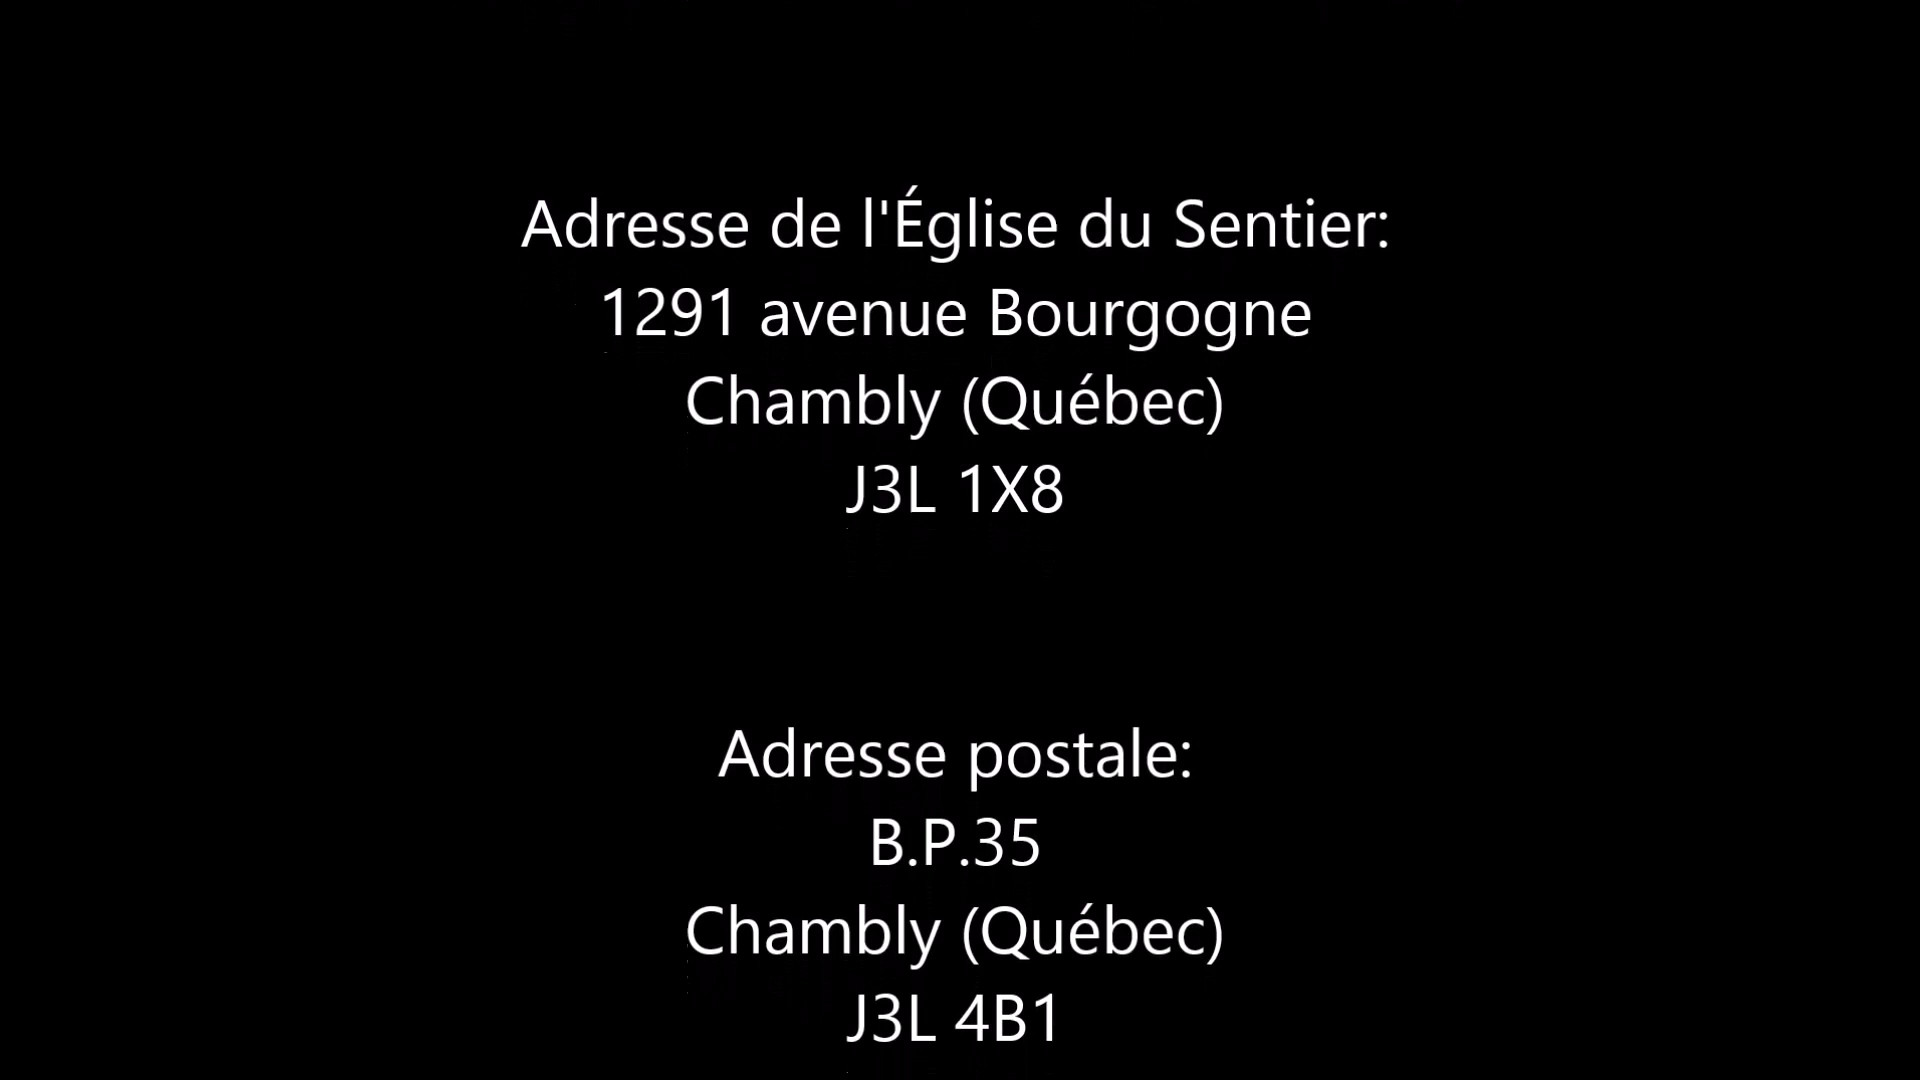 Adresse de l'Église du Sentier:
1291 avenue Bourgogne
Chambly (Québec)
J3L 1X8
Adresse postale:
B.P.35
Chambly (Québec)
J3L 4B1